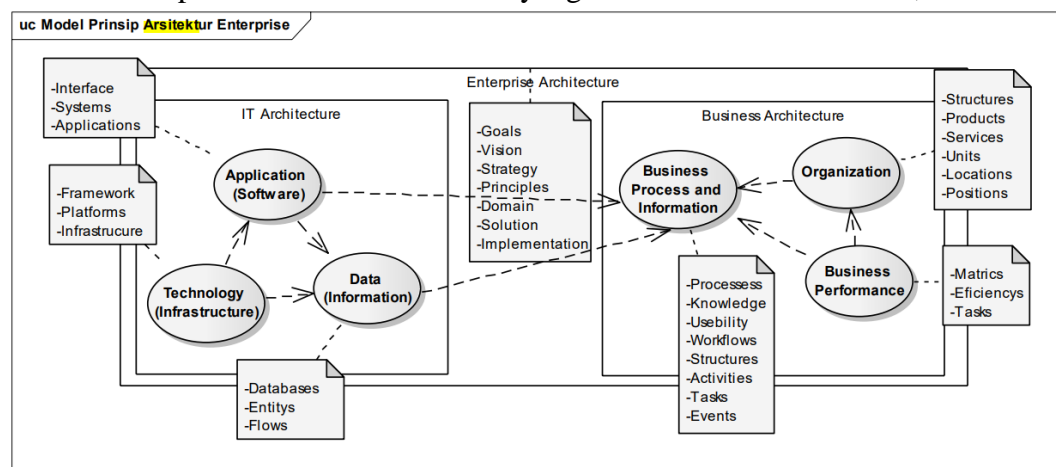 uc Model Prinsip Arsitektur Enterprise
Enterprise Architecture
-Interface
-Systems
-Applications
IT Architecture
Application
(Software)
-Framework
-Platforms
-Infrastrucure
Technology
(Infrastructure)
Data
(Information)
-Databases
-Entitys
-Flows
-Goals
-Vision
-Strategy
-Principles
-Domain
-Solution
-Implementation
Business Architecture
Business
Process and
Information
Organization
Business
Performance
-Structures
-Products
-Services
-Units
-Locations
-Positions
-Matrics
-Eficiencys
-Tasks
-Processess
-Knowledge
-Usebility
-Workflows
-Structures
-Activities
-Tasks
-Events